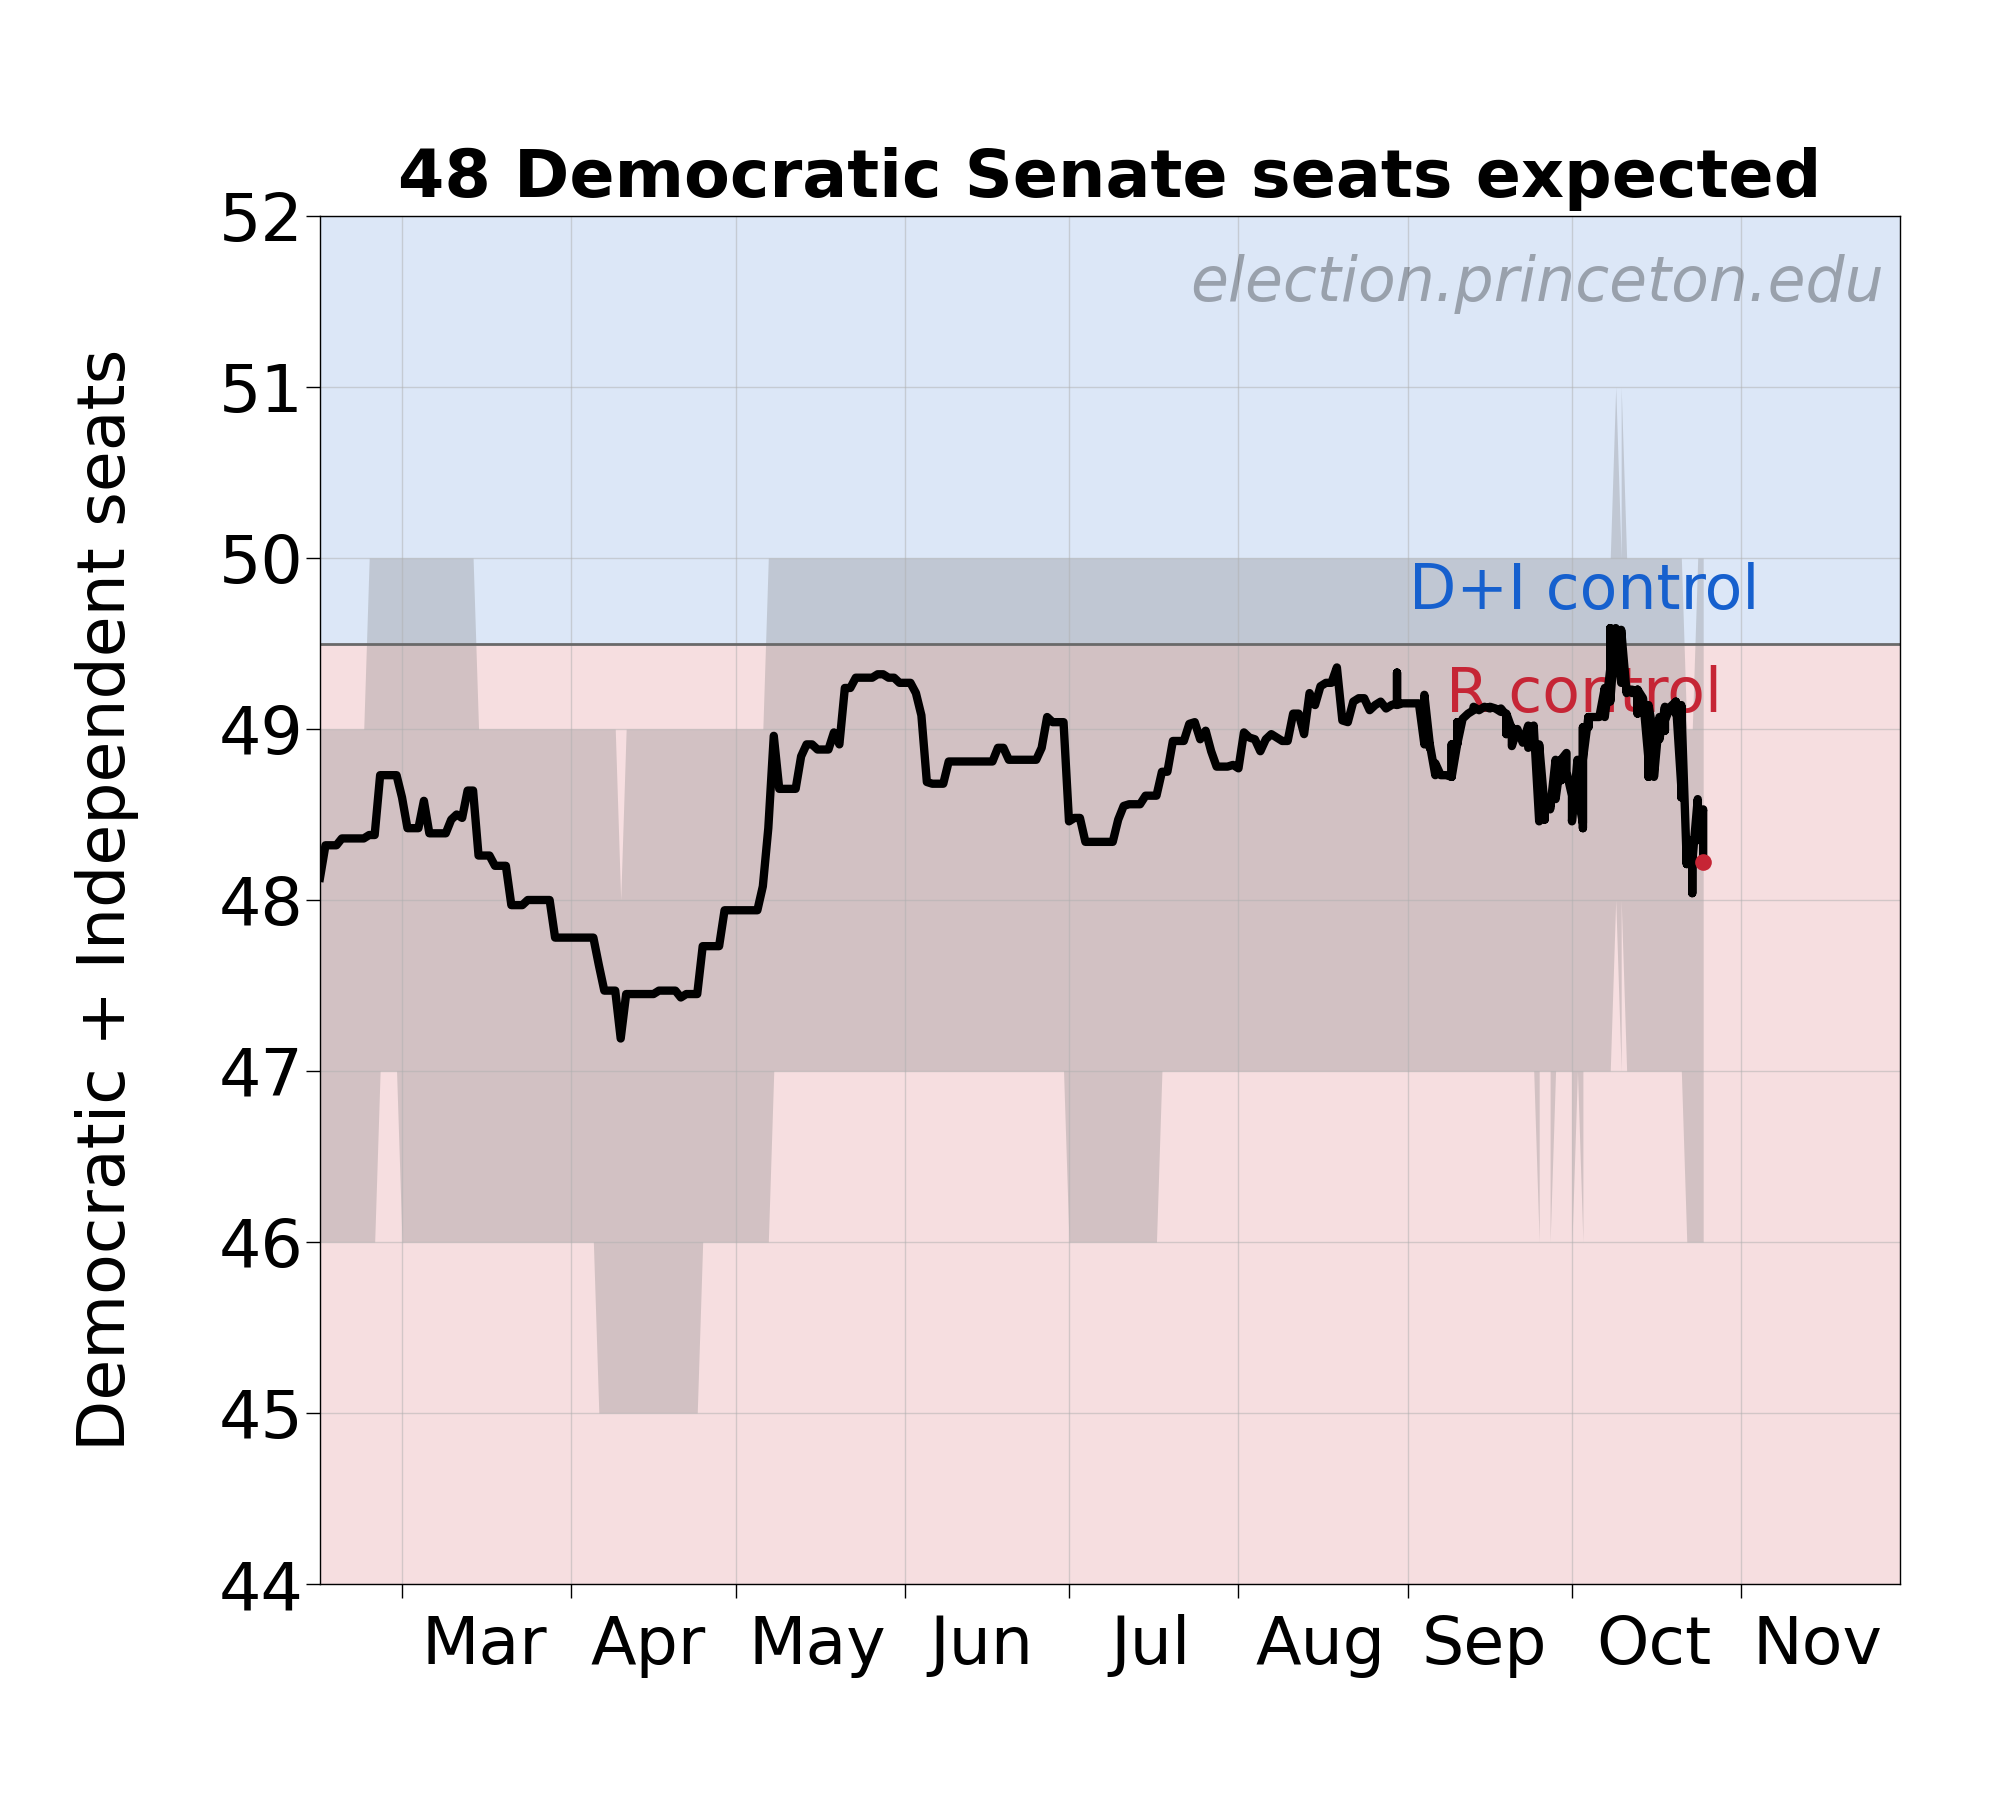 48 Democratic Senate seats expected
election.princeton.edu
Democratic + Independent seats
52
51
50
49
48
47
46
45
44
D+I control
R control
Mar Apr May Jun Jul Aug Sep Oct Nov